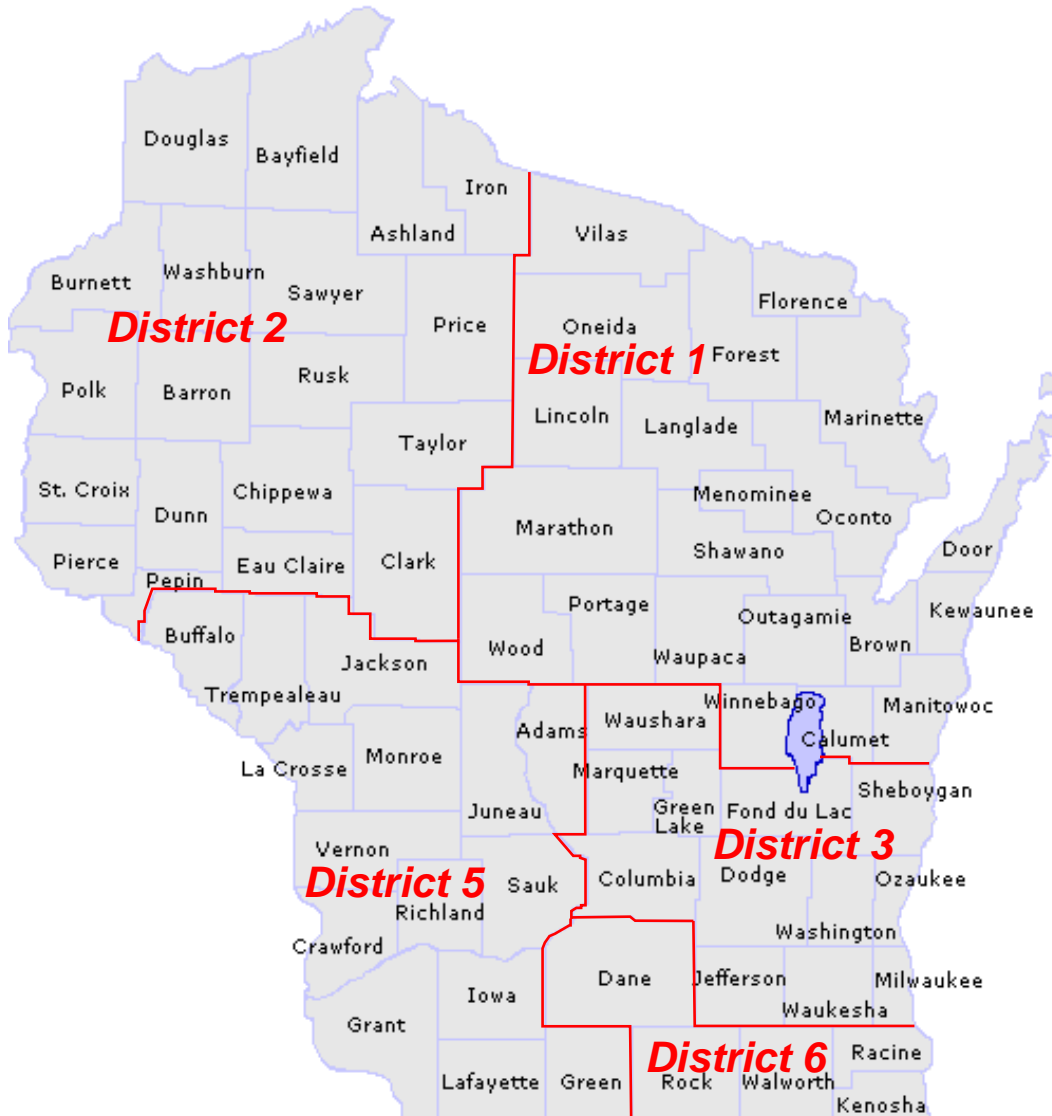 Douglas
Bayfield
Iron
Ashland
Vilas
Burnett
Washburn
Sawyer
Florence
District 2
Price
Oneida
Forest
District 1
Polk
Barron
Rusk
Lincoln
Langlade
Marinette
Taylor
St. Croix
Chippewa
Menominee
Dunn
Marathon
Oconto
Pierce
Eau Claire
Clark
Shawano
Door
Pepin
Portage
Outagamie
Kewaunee
Buffalo
Jackson
Wood
Waupaca
Brown
Trempealeau
Adams
Waushara
Winnebago
Manitowoc
Calumet
La Crosse
Monroe
Marquette
Juneau
Green
Lake
Fond du Lac
Sheboygan
Vernon
District 3
District 5
Sauk
Columbia
Dodge
Ozaukee
Richland
Crawford
Washington
Iowa
Dane
Jefferson
Milwaukee
Waukesha
Grant
District 6
Racine
Lafayette
Green
Rock
Walworth
Kenosha